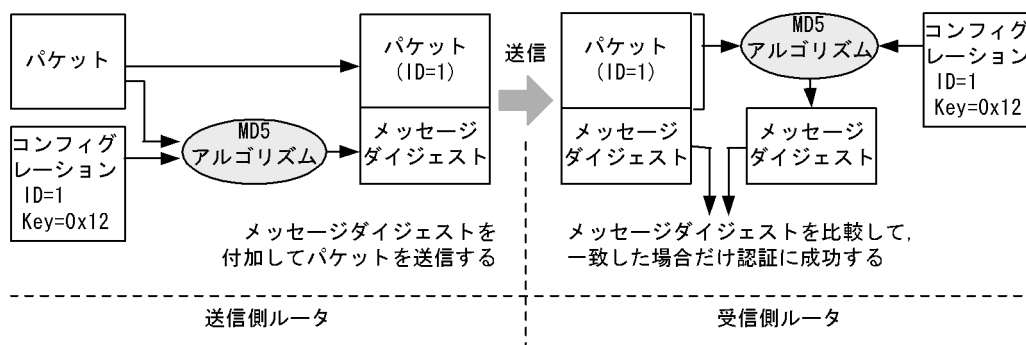 パケット
コンフィグ
レーション
ID=1
Key=0x12
MD5
アルゴリズム
パケット
(ID=1)
メッセージ
ダイジェスト
メッセージダイジェストを
付加してパケットを送信する
送信
パケット
(ID=1)
メッセージ
ダイジェスト
MD5
アルゴリズム
メッセージ
ダイジェスト
コンフィグ
レーション
ID=1
Key=0x12
メッセージダイジェストを比較して,
一致した場合だけ認証に成功する
送信側ルータ
受信側ルータ